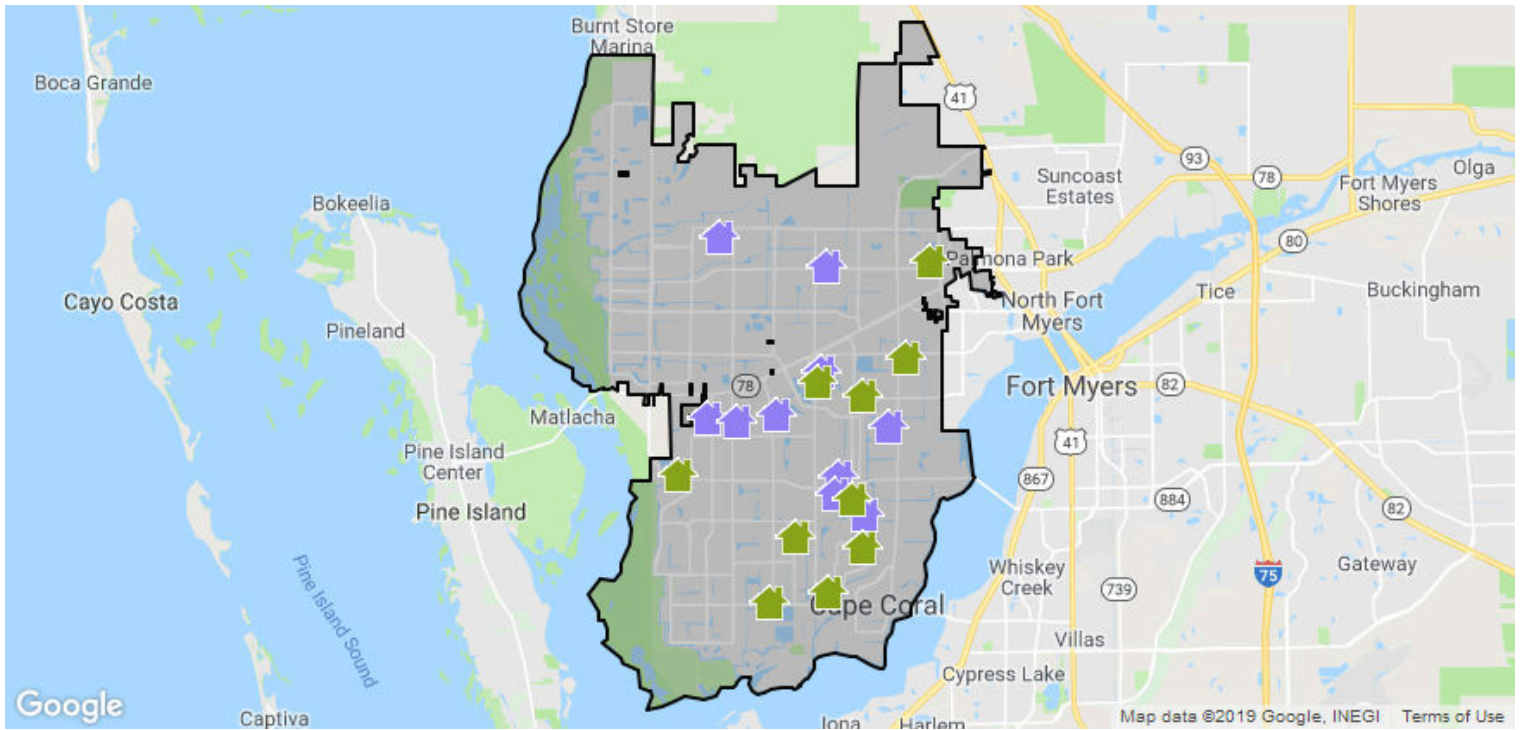 Burnt Store
Marina
Boca Grande
41
93
Olga
78
Suncoast
Estates
Fort Myers
Shores
Bokeelia
80
Palmona Park
Cayo Costa
Tice
Buckingham
North Fort
Myers
Pineland
78
Fort Myers
82
Matlacha
41
Pine Island
Center
867
884
82
Pine Island
Whiskey
Creek
Gateway
75
739
Pine Island Sound
Cape Coral
Villas
Cypress Lake
Google
Captiva
Iona
Harlem
Map data ©2019 Google, INEGI
Terms of Use